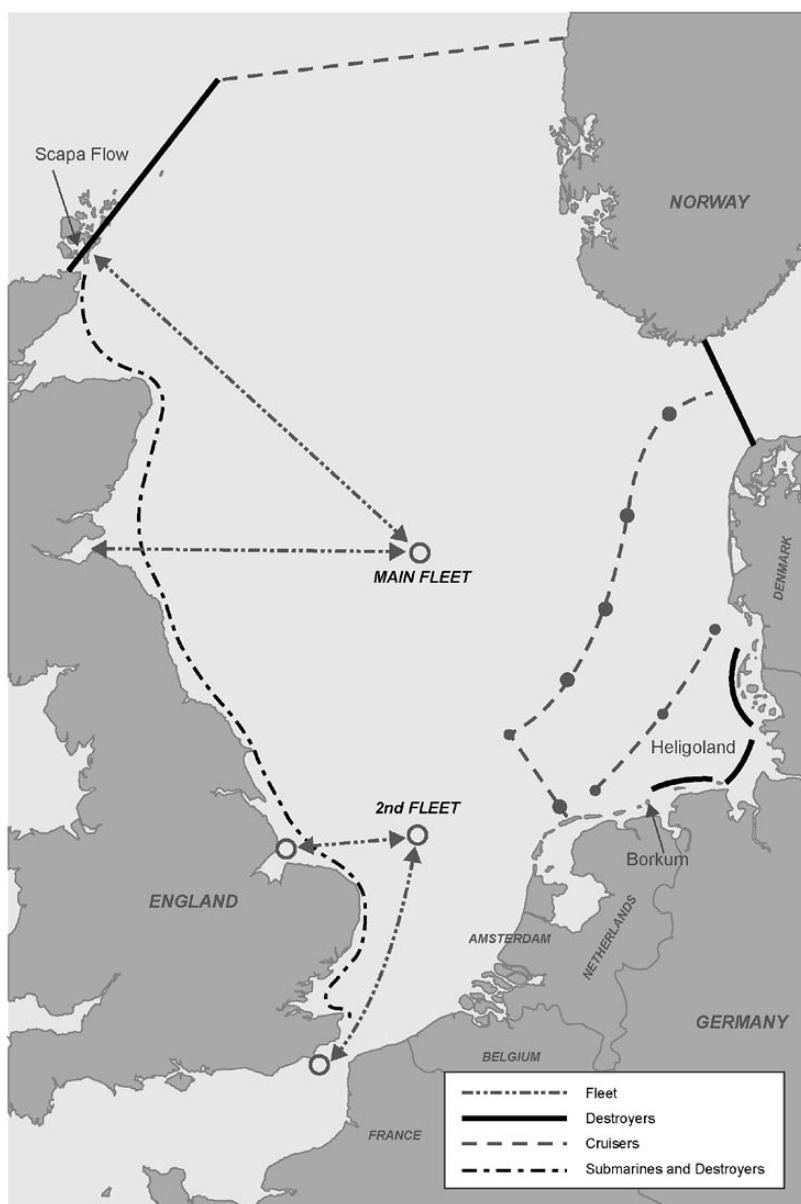 Scapa Flow
NORWAY
MAIN FLEET
DENMARK
Heligoland
2nd FLEET
Borkum
ENGLAND
AMSTERDAM
NETHERLANDS
GERMANY
BELGIUM
FRANCE
Fleet
Destroyers
Cruisers
Submarines and Destroyers